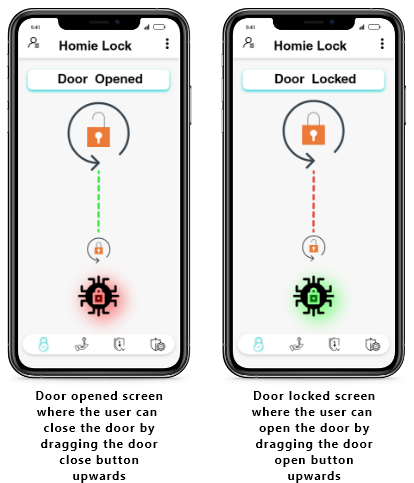 9:41
Homie Lock
Door Opened
9:41
Homie Lock
Door Locked
Door opened screen
where the user can
close the door by
dragging the door
close button
upwards
Door locked screen
where the user can
open the door by
dragging the door
open button
upwards